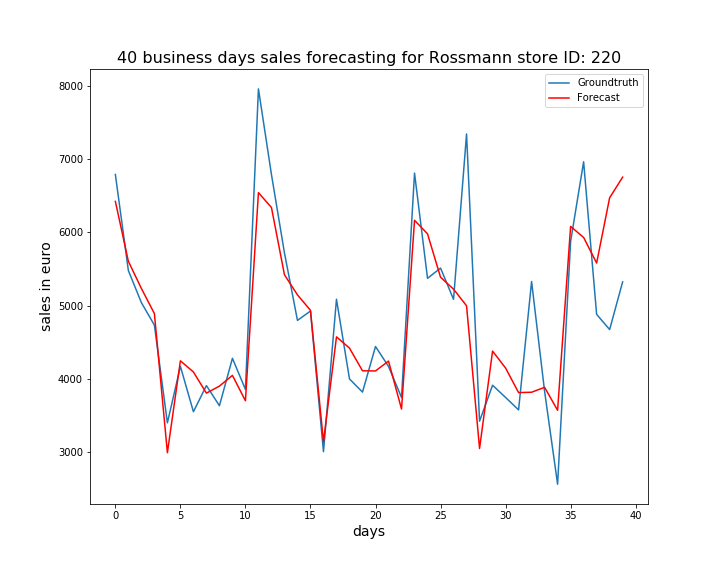 40 business days sales forecasting for Rossmann store ID: 220
Groundtruth
Forecast
sales in euro
8000
7000
6000
5000
4000
3000
0 5 10 15 20 25 30 35 40
days